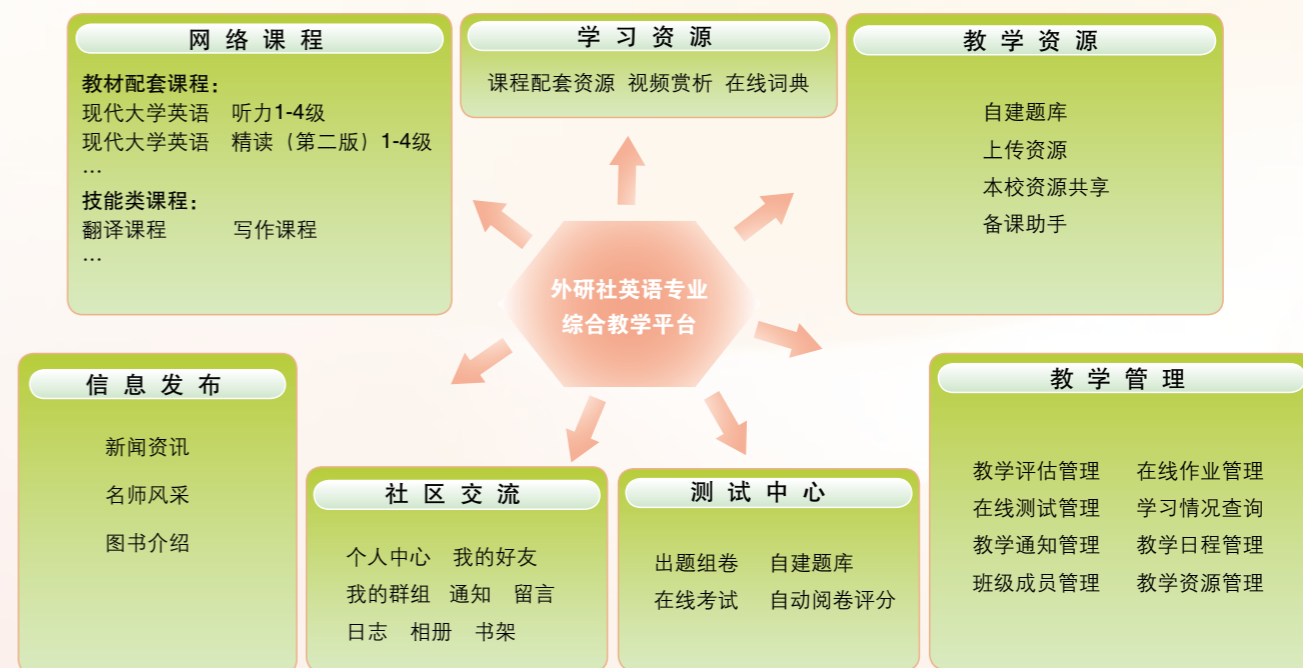 网络课程
教材配套课程：
现代大学英语 听力1-4级
现代大学英语 精读（第二版）1-4级
…
技能类课程：
翻译课程 写作课程
…
学习资源
课程配套资源 视频赏析 在线词典
教学资源
自建题库
上传资源
本校资源共享
备课助手
外研社英语专业
综合教学平台
信息发布
新闻资讯
名师风采
图书介绍
社区交流
个人中心 我的好友
我的群组 通知 留言
日志 相册 书架
测试中心
出题组卷 自建题库
在线考试 自动阅卷评分
教学管理
教学评估管理 在线作业管理
在线测试管理 学习情况查询
教学通知管理 教学日程管理
班级成员管理 教学资源管理